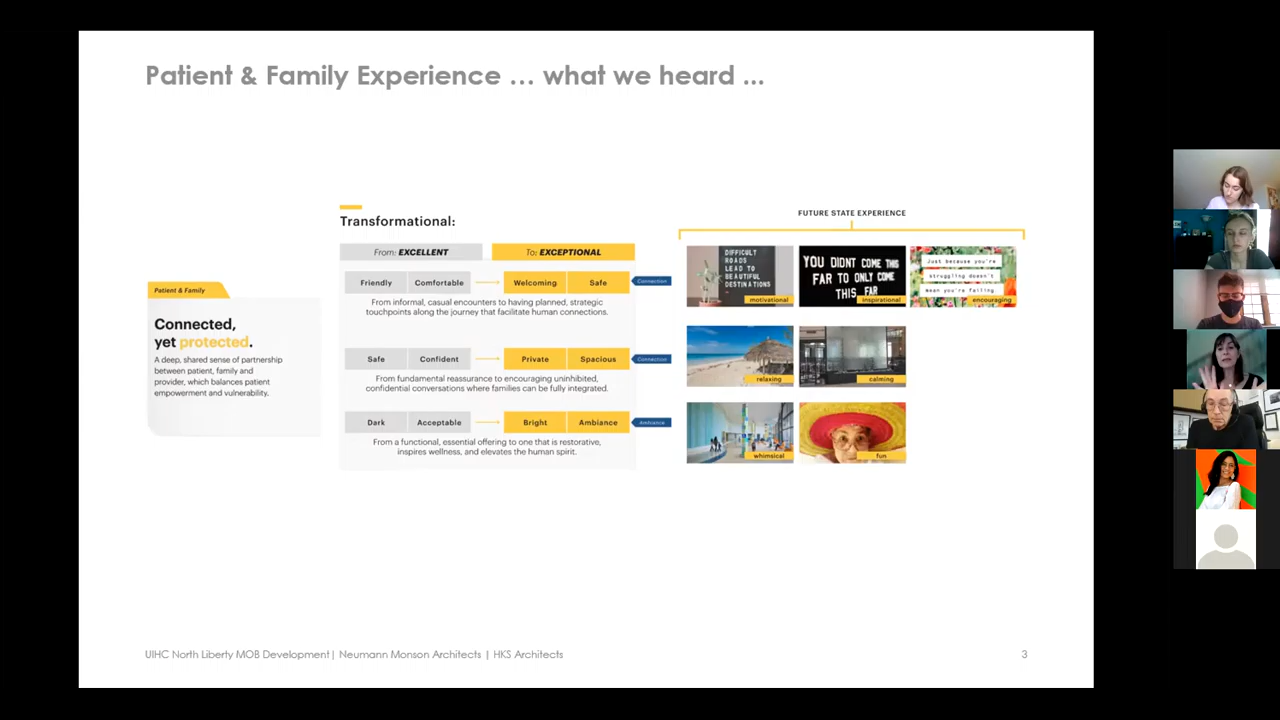 Patient & Family Experience … what we heard ...
Patient & Family
Connected,
yet protected.
A deep, shared sense of partnership
between patient, family and
provider, which balances patient
empowerment and vulnerability.
Transformational:
From: EXCELLENT
To: EXCEPTIONAL
Friendly
Comfortable
Welcoming
Safe
Connection
From informal, casual encounters to having planned, strategic
touchpoints along the journey that facilitate human connections.
Safe
Confident
Private
Spacious
Connection
From fundamental reassurance to encouraging uninhibited,
confidential conversations where families can be fully integrated.
Dark
Acceptable
Bright
Ambiance
Ambiance
From a functional, essential offering to one that is restorative,
inspires wellness, and elevates the human spirit.
FUTURE STATE EXPERIENCE
DIFFICULT
ROADS
LEAD TO
BEAUTIFUL
DESTINATIONS
motivational
YOU DIDNT COME THIS
FAR TO ONLY COME
THIS FAR
inspirational
Just because you're
struggling doesn't
mean you're failing
encouraging
relaxing
calming
whimsical
fun
UIHC North Liberty MOB Development| Neumann Monson Architects | HKS Architects
3